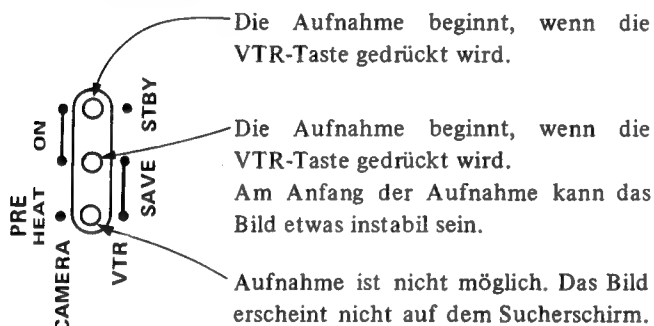 Die Aufnahme beginnt, wenn die
VTR-Taste gedrückt wird.
ON
STBY
Die Aufnahme beginnt, wenn die
VTR-Taste gedrückt wird.
Am Anfang der Aufnahme kann das
Bild etwas instabil sein.
PRE
HEAT
SAVE
CAMERA
VTR
Aufnahme ist nicht möglich. Das Bild
erscheint nicht auf dem Sucherschirm.